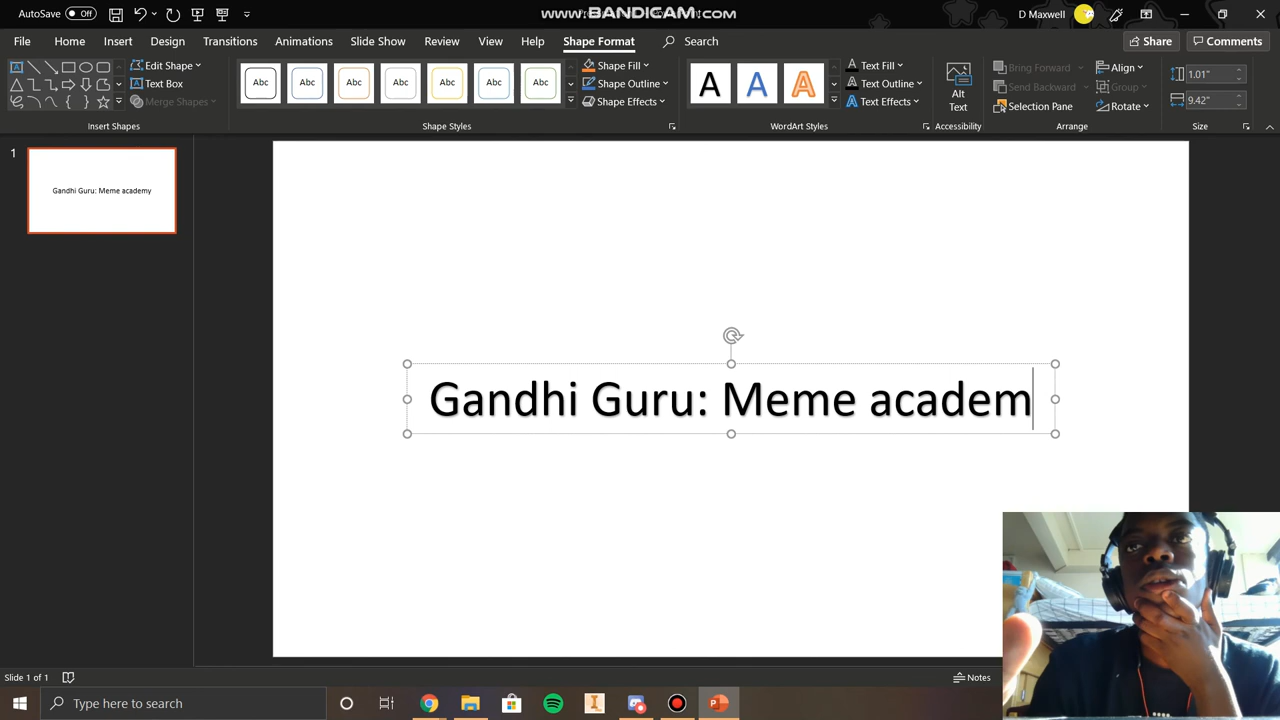 AutoSave Off
WWW.BANDICAM.COM
D Maxwell
File Home Insert Design Transitions Animations Slide Show Review View Help Shape Format Search
Share Comments
Edit Shape
Text Box
Merge Shapes
Insert Shapes
Abc Abc Abc Abc Abc Abc Abc
Shape Fill
Shape Outline
Shape Effects
Shape Styles
A A A
Text Fill
Text Outline
Text Effects
WordArt Styles
Alt
Text
Accessibility
Bring Forward
Send Backward
Selection Pane
Align
Group
Rotate
Arrange
1.01"
9.42"
Size
1
Gandhi Guru: Meme academy
Gandhi Guru: Meme academ
Slide 1 of 1
Notes
Type here to search